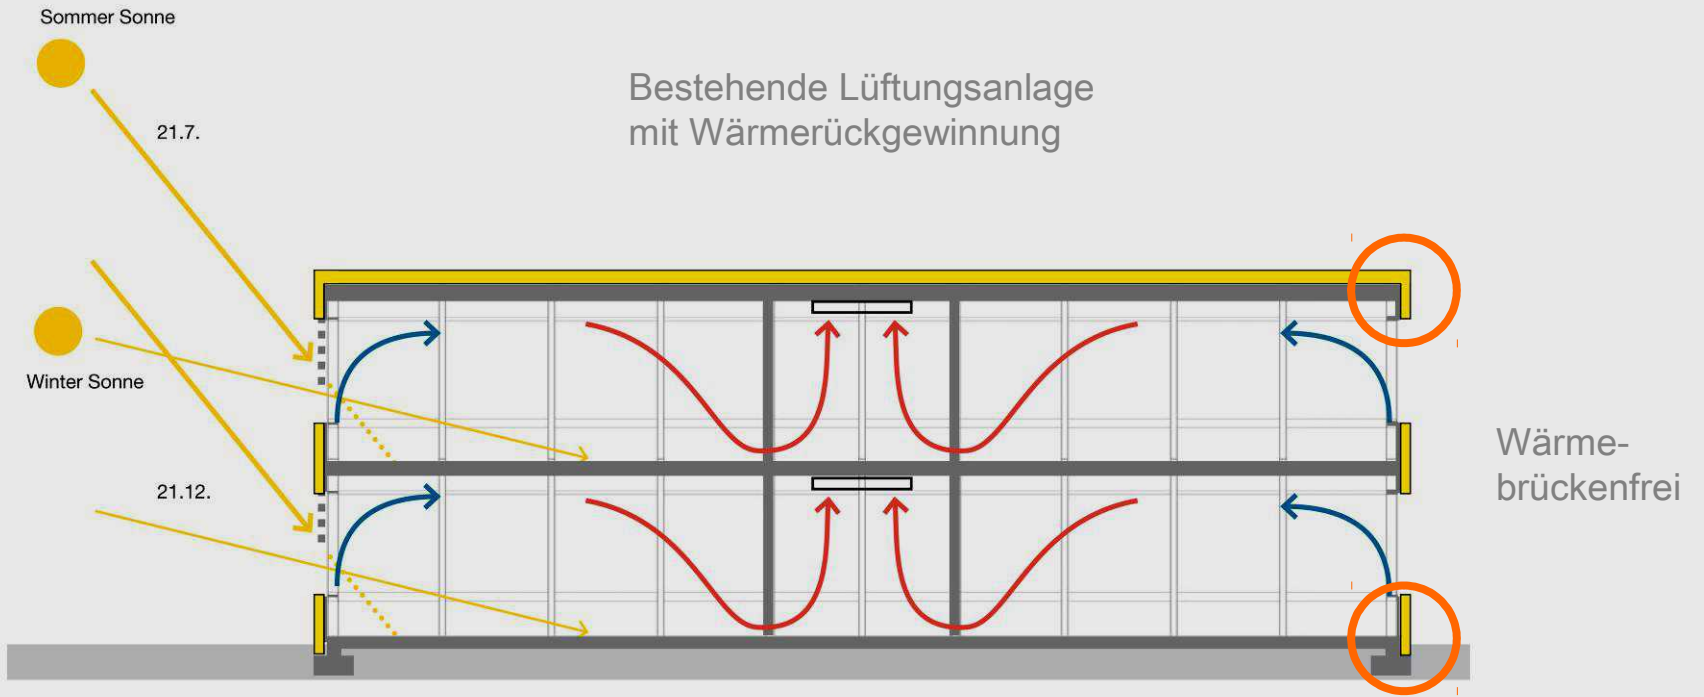 Sommer Sonne
21.7.
Bestehende Lüftungsanlage
mit Wärmerückgewinnung
Winter Sonne
21.12.
Wärme-
brückenfrei